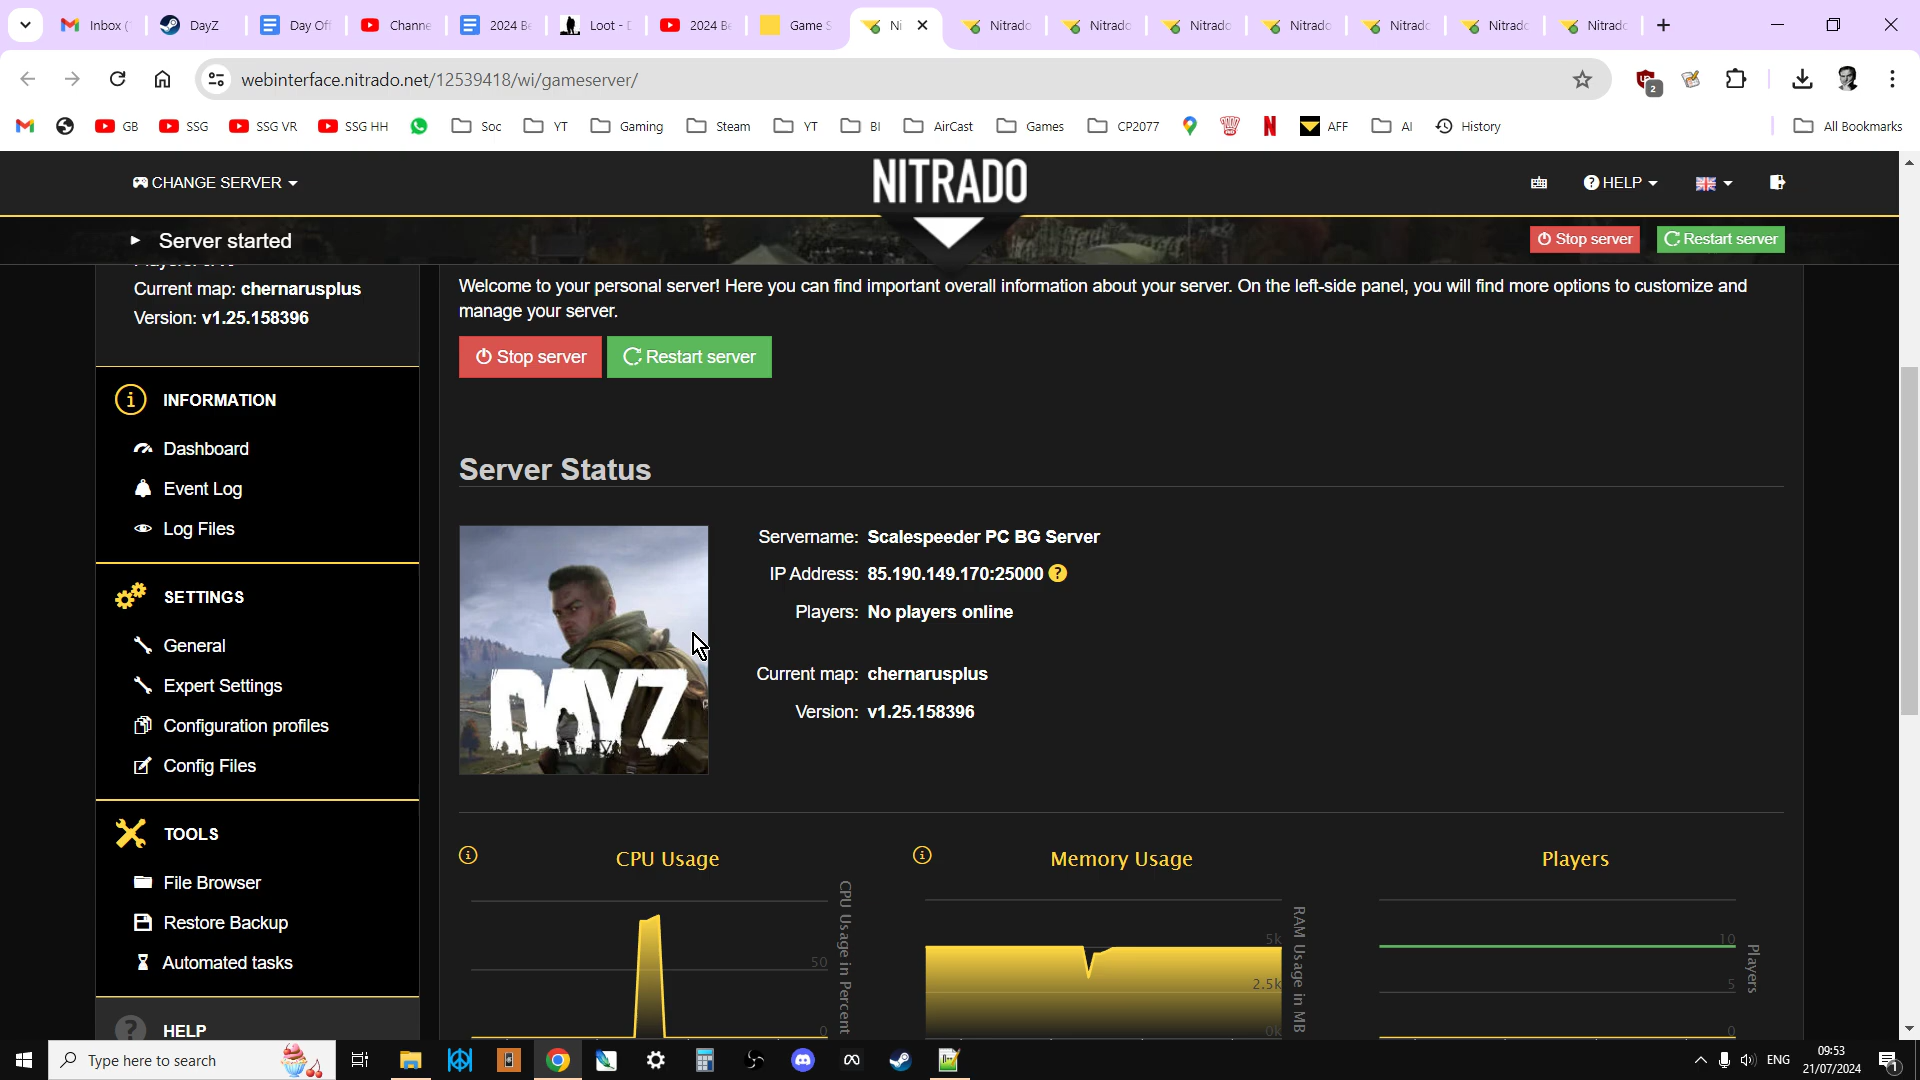 Inbox (
DayZ
Day Of
Channe
2024 Be
Loot - D
2024 Be
Game S
Ni
Nitrado
Nitrado
Nitrado
Nitrado
Nitrado
Nitrado
Nitrado
webinterface.nitrado.net/12539418/wi/gameserver/
2
GB
SSG
SSG VR
SSG HH
Soc
YT
Gaming
Steam
YT
BI
AirCast
Games
CP2077
AFF
AI
History
All Bookmarks
CHANGE SERVER
NITRADO
HELP
Server started
Stop server
Restart server
Current map: chernarusplus
Version: v1.25.158396
Welcome to your personal server! Here you can find important overall information about your server. On the left-side panel, you will find more options to customize and
manage your server.
Stop server
Restart server
INFORMATION
Dashboard
Event Log
Log Files
SETTINGS
General
Expert Settings
Configuration profiles
Config Files
TOOLS
File Browser
Restore Backup
Automated tasks
HELP
Server Status
DAYZ
Servername: Scalespeeder PC BG Server
IP Address: 85.190.149.170:25000
Players: No players online
Current map: chernarusplus
Version: v1.25.158396
CPU Usage
50
0
CPU Usage in Percent
Memory Usage
5k
2.5k
0k
RAM Usage in MB
Players
10
5
0
Players
Type here to search
ENG
09:53
21/07/2024
1